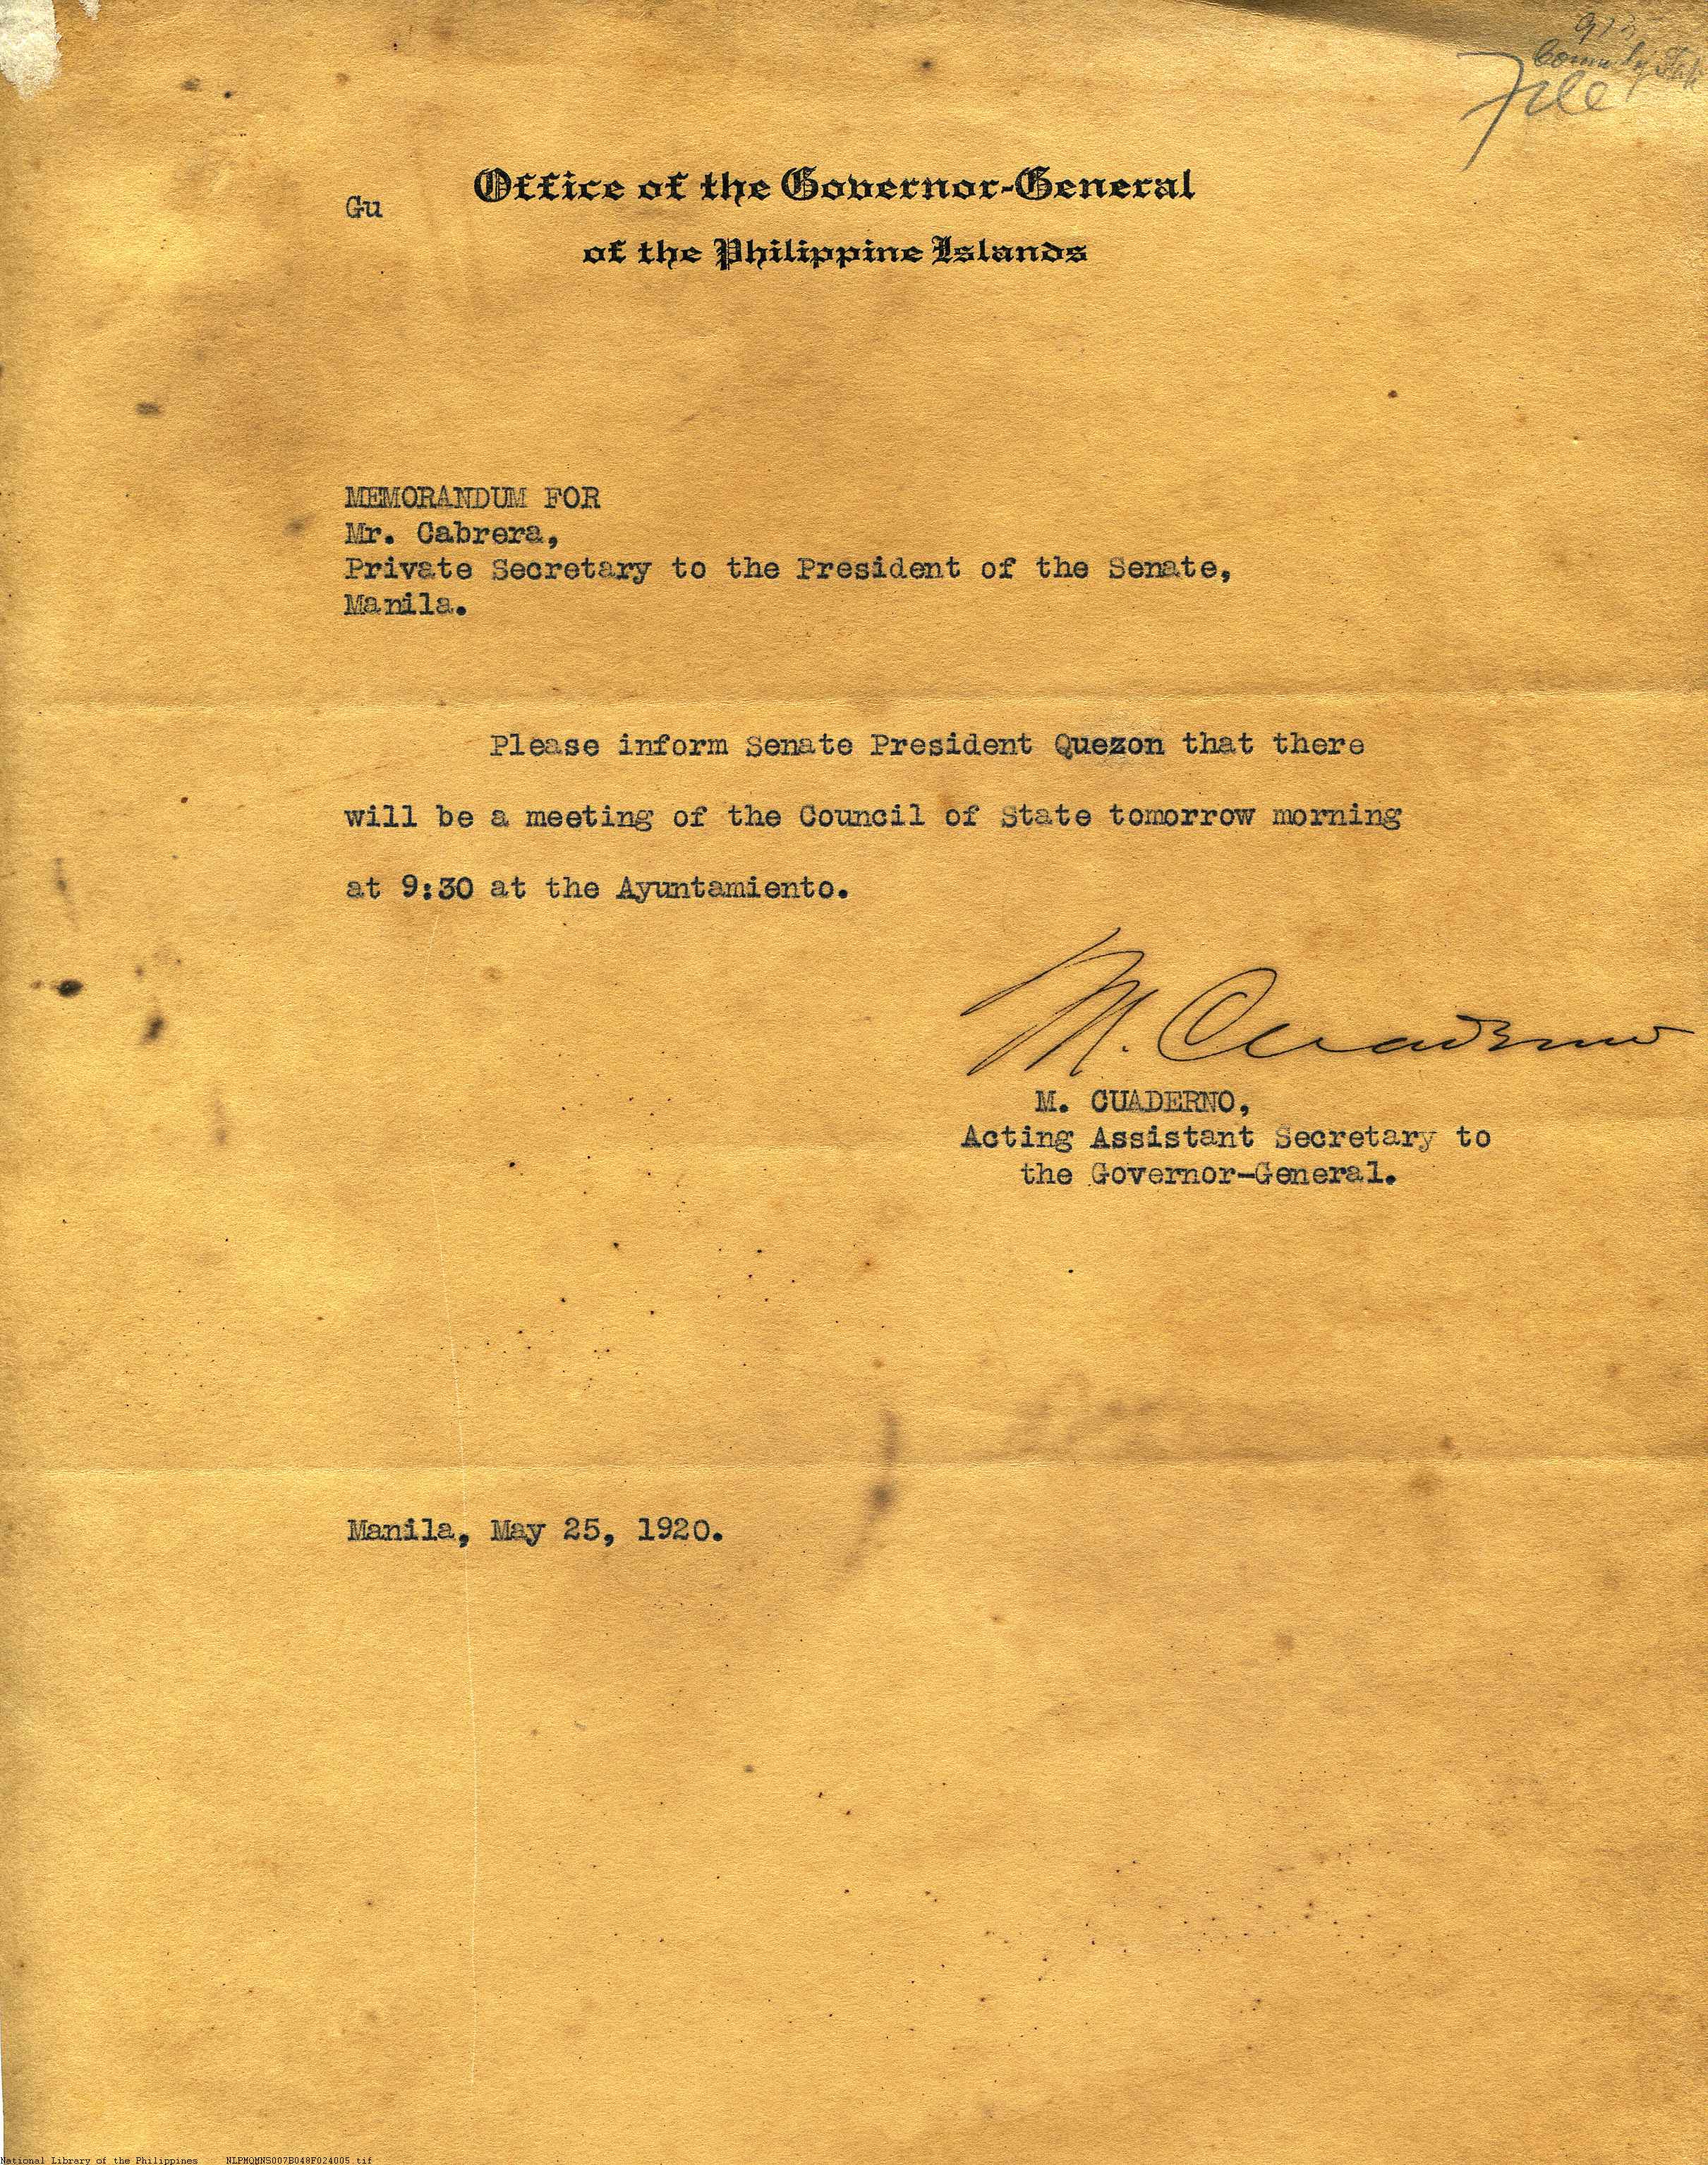 File
Office of the Governor-General
Gu
of the Philippine Islands
MEMORANDUM FOR
Mr. Cabrera,
Private Secretary to the President of the Senate,
Manila.
Please inform Senate President Quezon that there
will be a meeting of the Council of State tomorrow morning
at 9:30 at the Ayuntamiento.
M. Cuaderno
M. CUADERNO,
Acting Assistant Secretary to
the Governor-General.
Manila, May 25, 1920.
National Library of the Philippines NLPMQMNS007B048F024005.tif